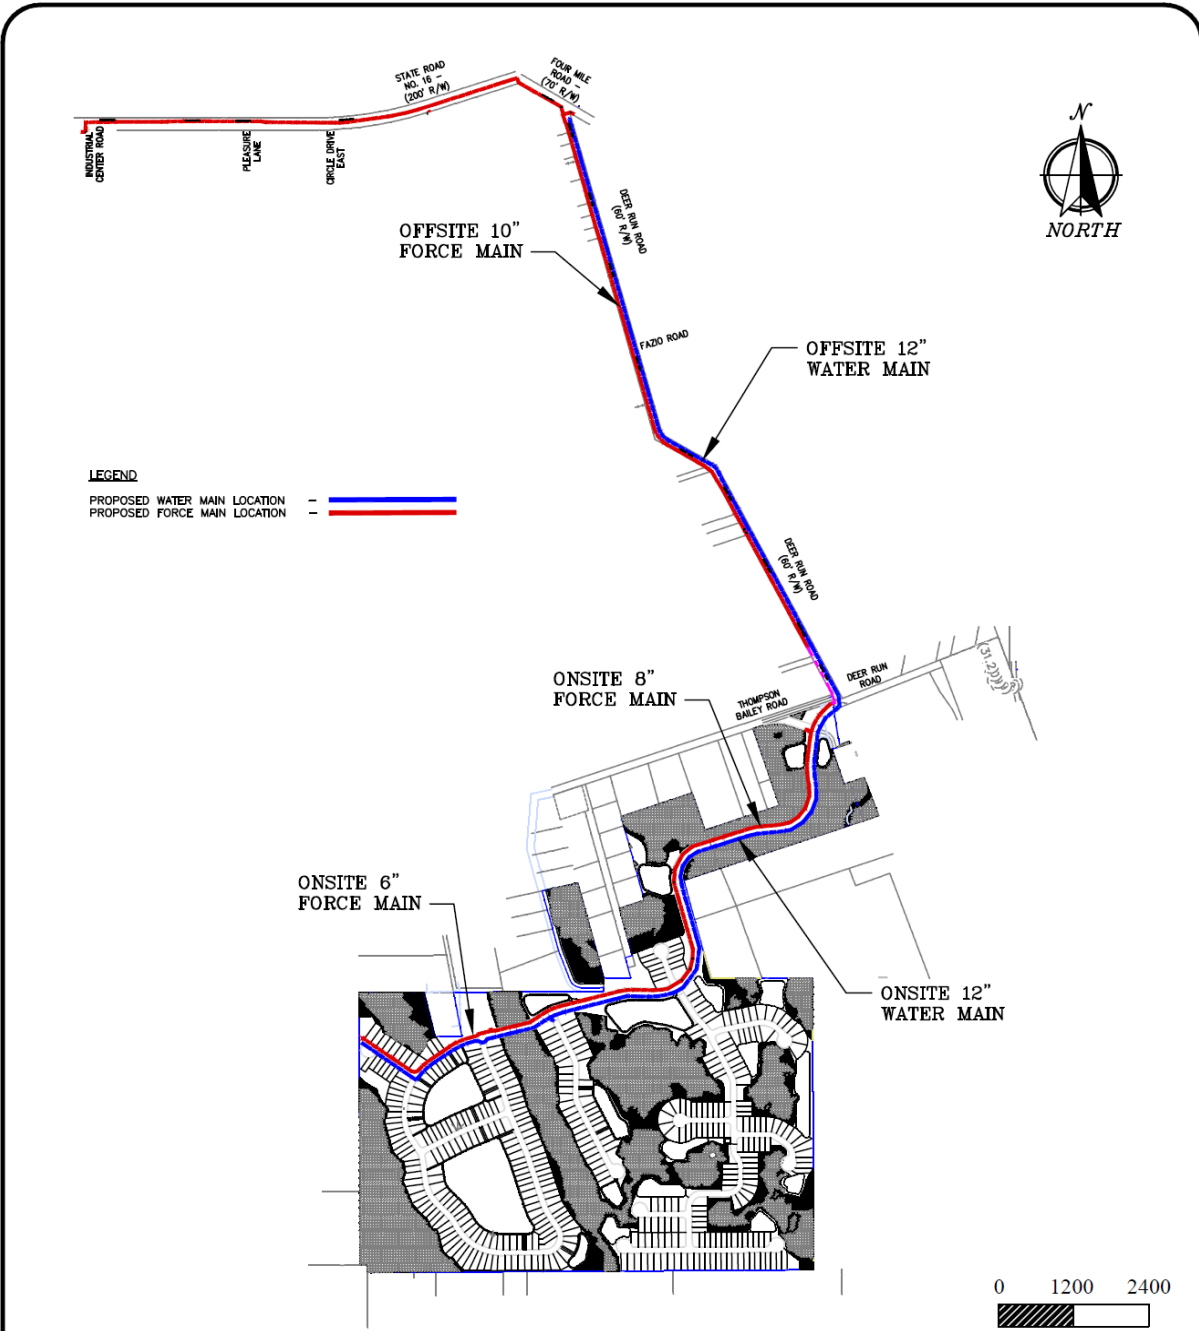 STATE ROAD
NO. 16 -
(200' R/W)
FOUR MILE
ROAD -
(70' R/W)
N
NORTH
INDUSTRIAL
CENTER ROAD
PLEASURE
LANE
CIRCLE DRIVE
EAST
DEER RUN ROAD
(60' R/W)
OFFSITE 10"
FORCE MAIN
FAZIO ROAD
OFFSITE 12"
WATER MAIN
LEGEND
PROPOSED WATER MAIN LOCATION -
PROPOSED FORCE MAIN LOCATION -
DEER RUN ROAD
(60' R/W)
ONSITE 8"
FORCE MAIN
THOMPSON
BAILEY ROAD
DEER RUN
ROAD
ONSITE 6"
FORCE MAIN
ONSITE 12"
WATER MAIN
0 1200 2400